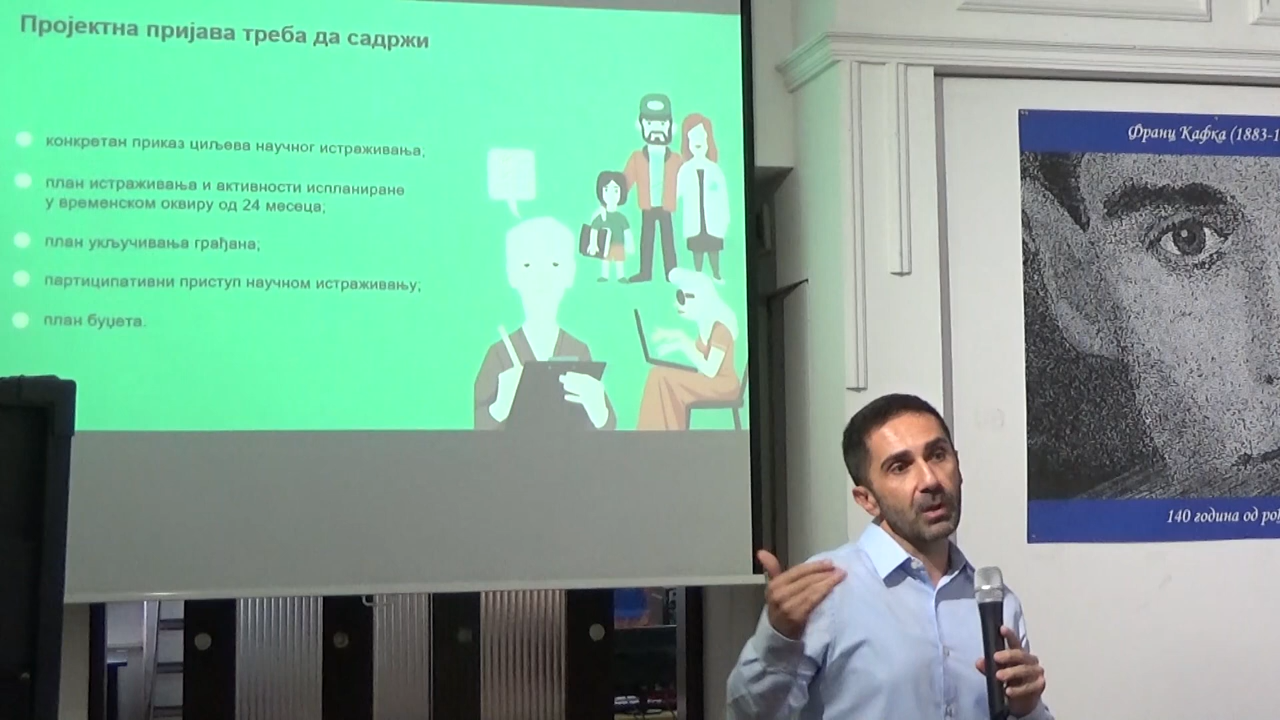 Пројектна пријава треба да садржи
конкретан приказ циљева научног истраживања;
план истраживања и активности испланиране
у временском оквиру од 24 месеца;
план укључивања грађана;
партиципативни приступ научном истраживању;
план буџета.
Франц Кафка (1883-1
140 година од рођ